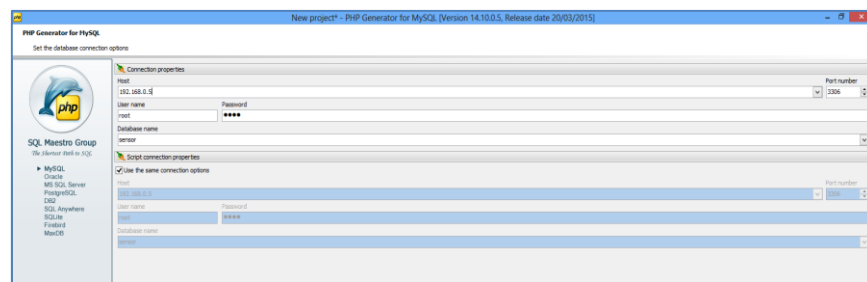 New project* - PHP Generator for MySQL [Version 14.10.0.5, Release date 20/03/2015]
PHP Generator for MySQL
Set the database connection options
php
SQL Maestro Group
The Shortest Path to SQL
MySQL
Oracle
MS SQL Server
PostgreSQL
DB2
SQL Anywhere
SQLite
Firebird
MaxDB
Connection properties
Host Port number
192.168.0.5 3306
User name Password
root ●●●●
Database name
sensor
Script connection properties
Use the same connection options
Host Port number
3306
User name Password
root ●●●●
Database name
sensor